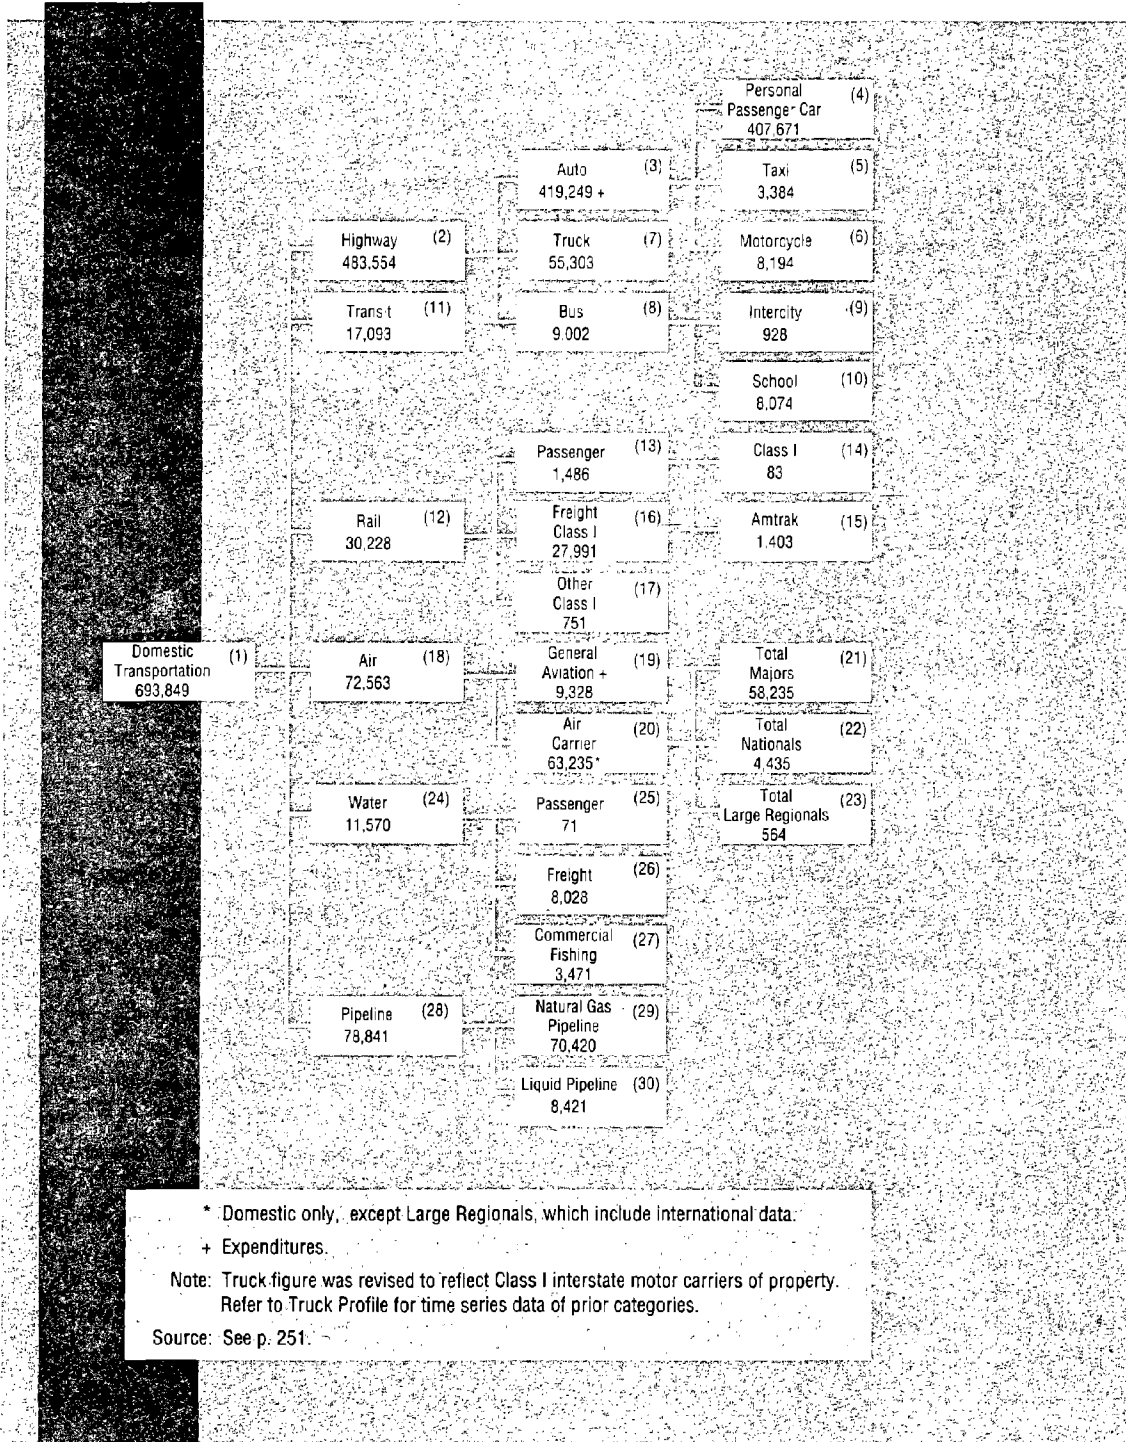 Personal (4)
Passenger Car
407,671
Auto (3)
419,249 +
Taxi (5)
3,384
Highway (2)
483,554
Truck (7)
55,303
Motorcycle (6)
8,194
Transit (11)
17,093
Bus (8)
9,002
Intercity (9)
928
School (10)
8,074
Passenger (13)
1,486
Class I (14)
83
Rail (12)
30,228
Freight (16)
Class I
27,991
Amtrak (15)
1,403
Other (17)
Class I
751
Domestic (1)
Transportation
693,849
Air (18)
72,563
General (19)
Aviation +
9,328
Total (21)
Majors
58,235
Air (20)
Carrier
63,235*
Total (22)
Nationals
4,435
Water (24)
11,570
Passenger (25)
71
Total (23)
Large Regionals
564
Freight (26)
8,028
Commercial (27)
Fishing
3,471
Pipeline (28)
78,841
Natural Gas (29)
Pipeline
70,420
Liquid Pipeline (30)
8,421
* Domestic only, except Large Regionals, which include international data.
+ Expenditures.
Note: Truck figure was revised to reflect Class I interstate motor carriers of property.
Refer to Truck Profile for time series data of prior categories.
Source: See p. 251.